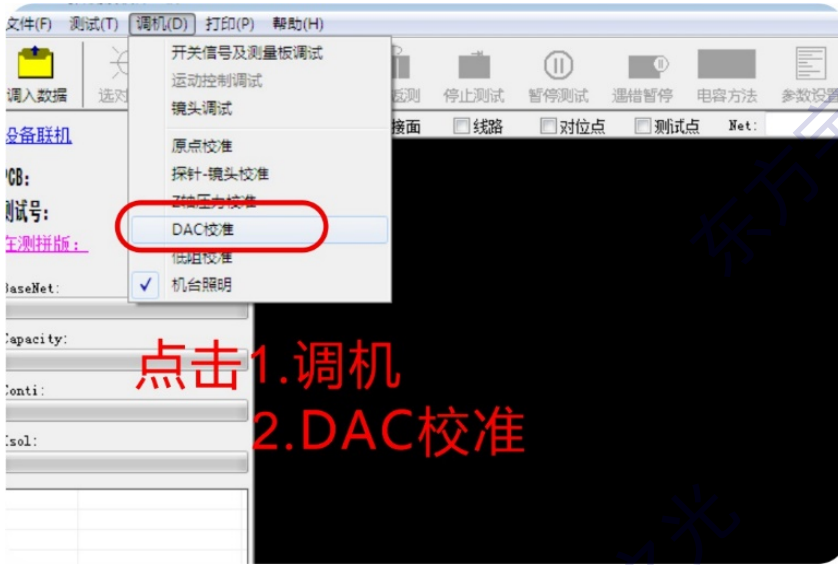 文件(F) 测试(T) 调机(D) 打印(P) 帮助(H)
开关信号及测量板调试
运动控制调试
镜头调试
原点校准
探针-镜头校准
Z轴压力校准
DAC校准
低阻校准
机台照明
调入数据 停止测试 暂停测试 遇错暂停 电容方法 参数设置
接面 线路 对位点 测试点 Net:
设备联机
PCB:
测试号:
在测拼版:
BaseNet:
Capacity:
Conti:
Isol:
点击1.调机
2.DAC校准